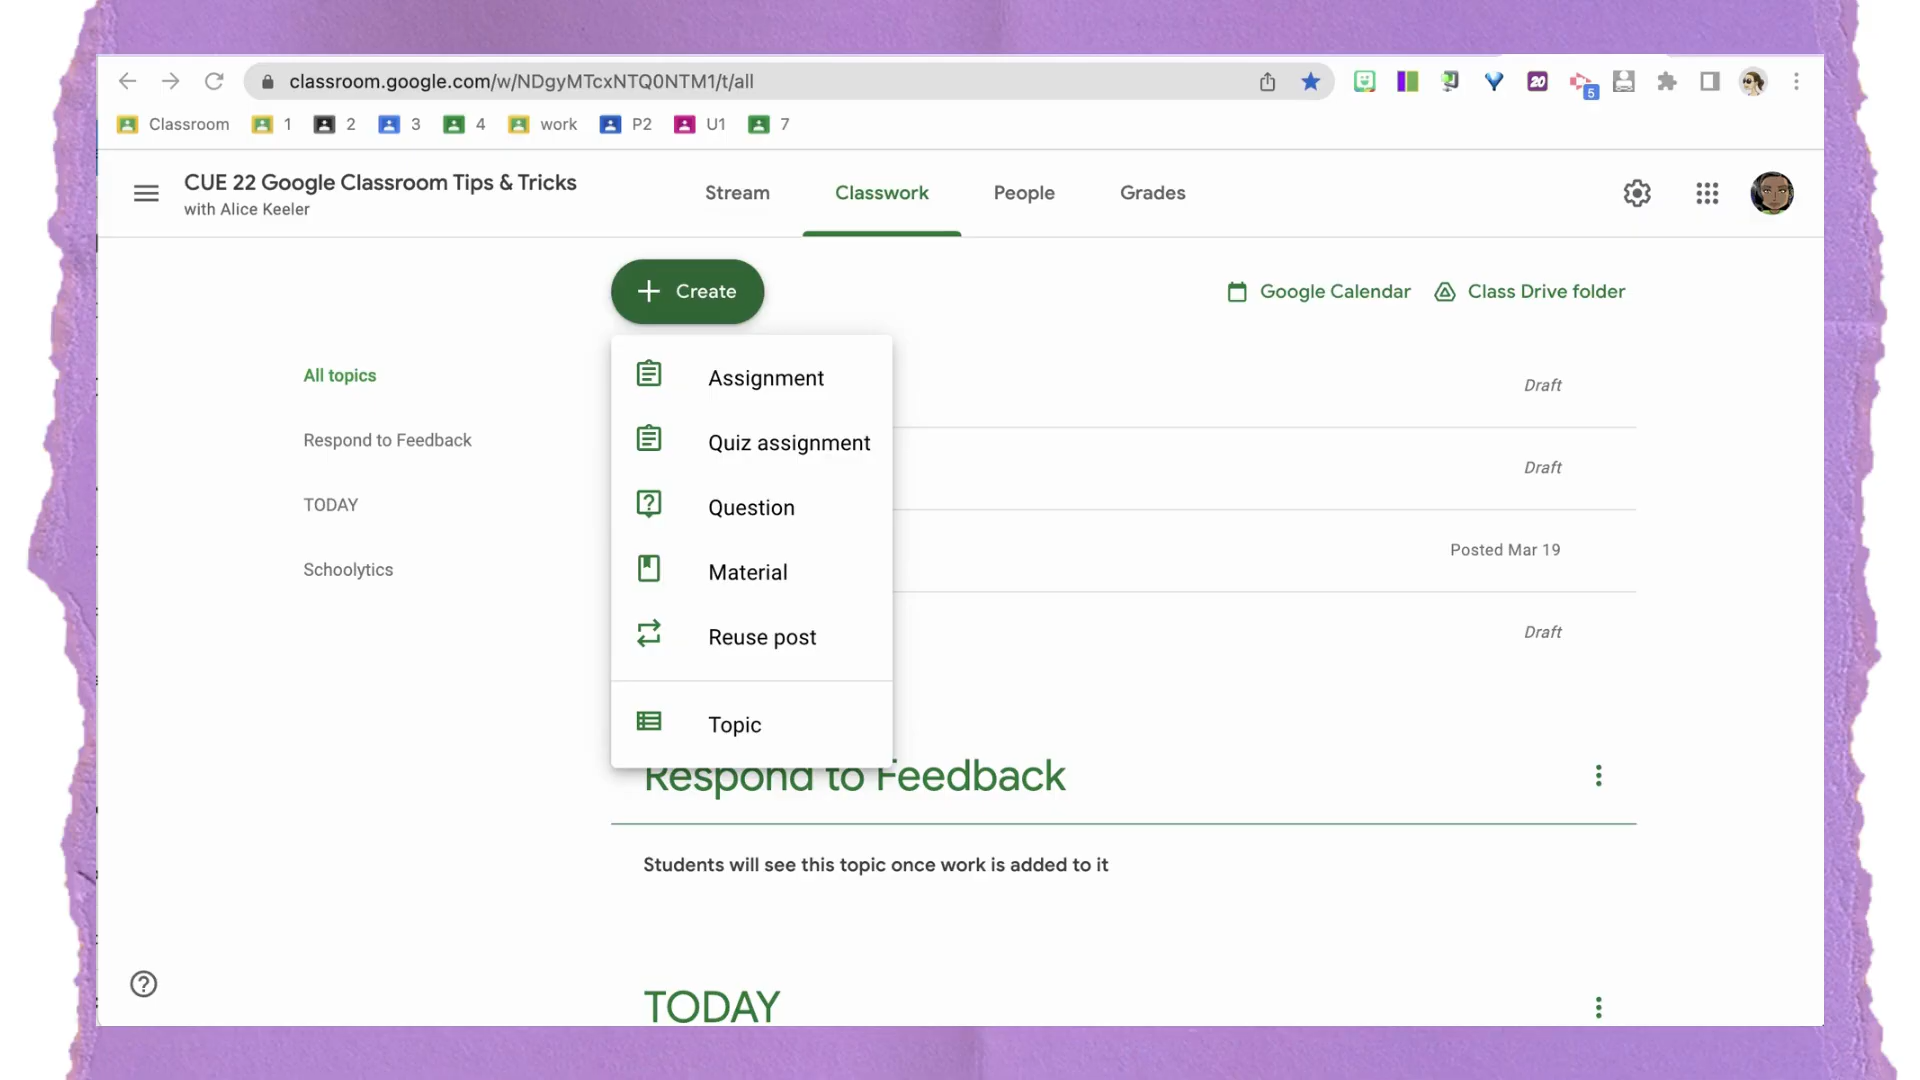 classroom.google.com/w/NDgyMTcxNTQ0NTM1/t/all
20
5
Classroom 1 2 3 4 work P2 U1 7
CUE 22 Google Classroom Tips & Tricks
with Alice Keeler
Stream Classwork People Grades
Create
Google Calendar Class Drive folder
All topics
Respond to Feedback
TODAY
Schoolytics
Assignment
Quiz assignment
Question
Material
Reuse post
Topic
Draft
Draft
Posted Mar 19
Draft
Respond to Feedback
Students will see this topic once work is added to it
TODAY